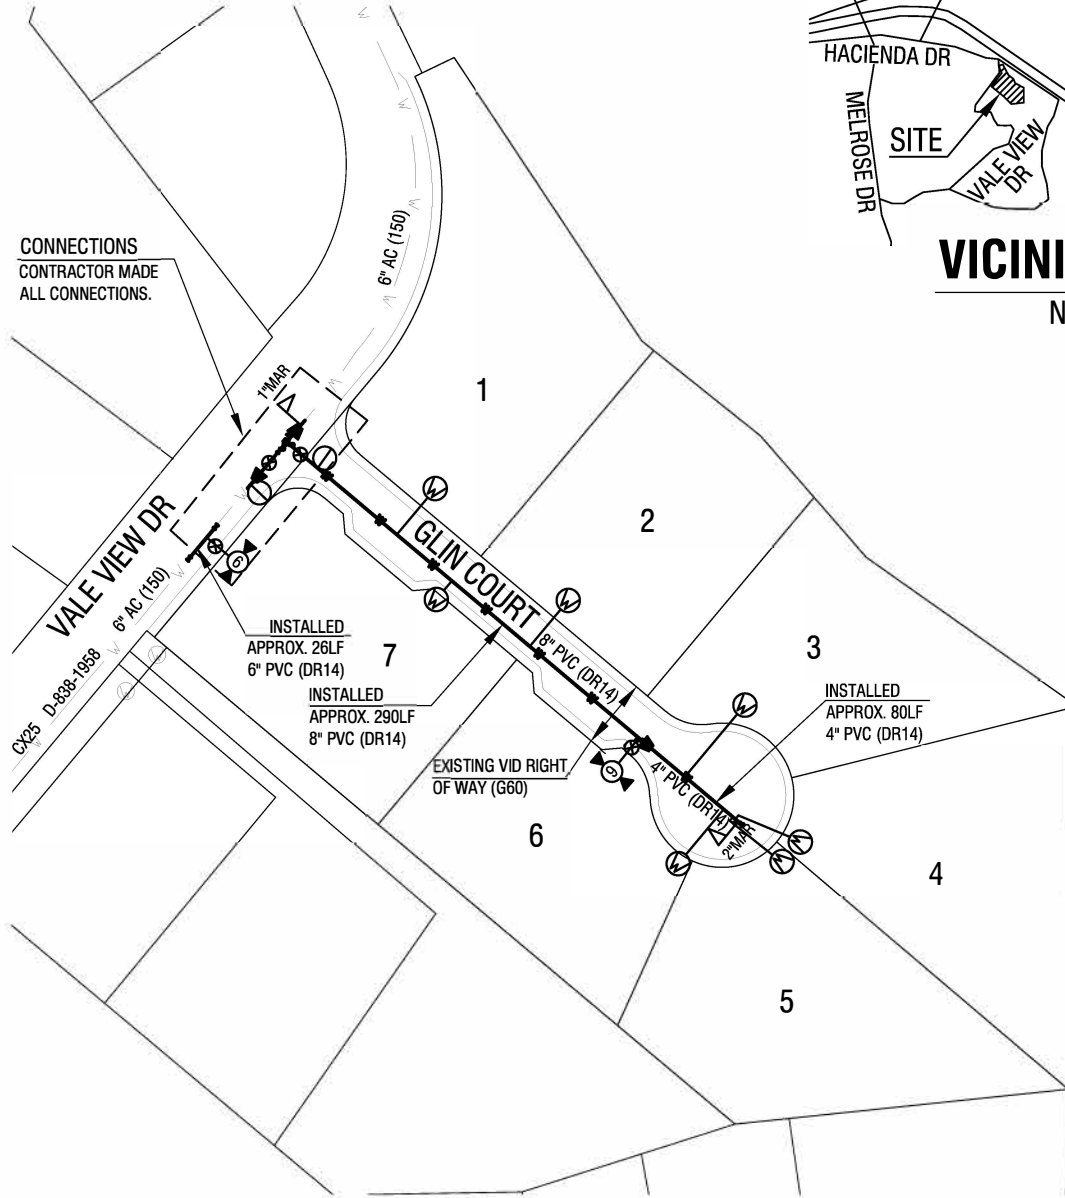 HACIENDA DR
MELROSE DR
SITE
VALE VIEW
DR
VICINI
N
CONNECTIONS
CONTRACTOR MADE
ALL CONNECTIONS.
6" AC (150)
1"MAR
1
2
3
4
5
6
7
VALE VIEW DR
GLIN COURT
6" AC (150)
CX25 D-838-1958
INSTALLED
APPROX. 26LF
6" PVC (DR14)
INSTALLED
APPROX. 290LF
8" PVC (DR14)
8" PVC (DR14)
EXISTING VID RIGHT
OF WAY (G60)
INSTALLED
APPROX. 80LF
4" PVC (DR14)
4" PVC (DR14)
2"MAR
6
6
W
W
W
W
W
W
W
W